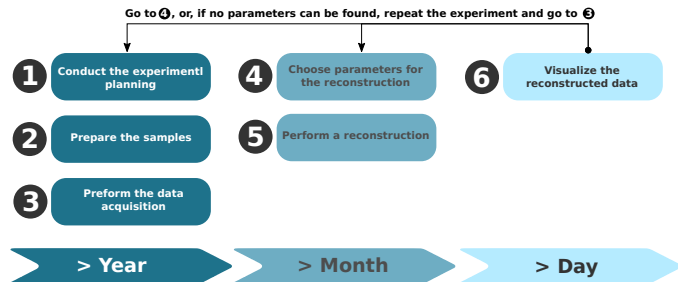 Go to 4, or, if no parameters can be found, repeat the experiment and go to 3
1 Conduct the experimentl
planning
2 Prepare the samples
3 Preform the data
acquisition
4 Choose parameters for
the reconstruction
5 Perform a reconstruction
6 Visualize the
reconstructed data
> Year
> Month
> Day